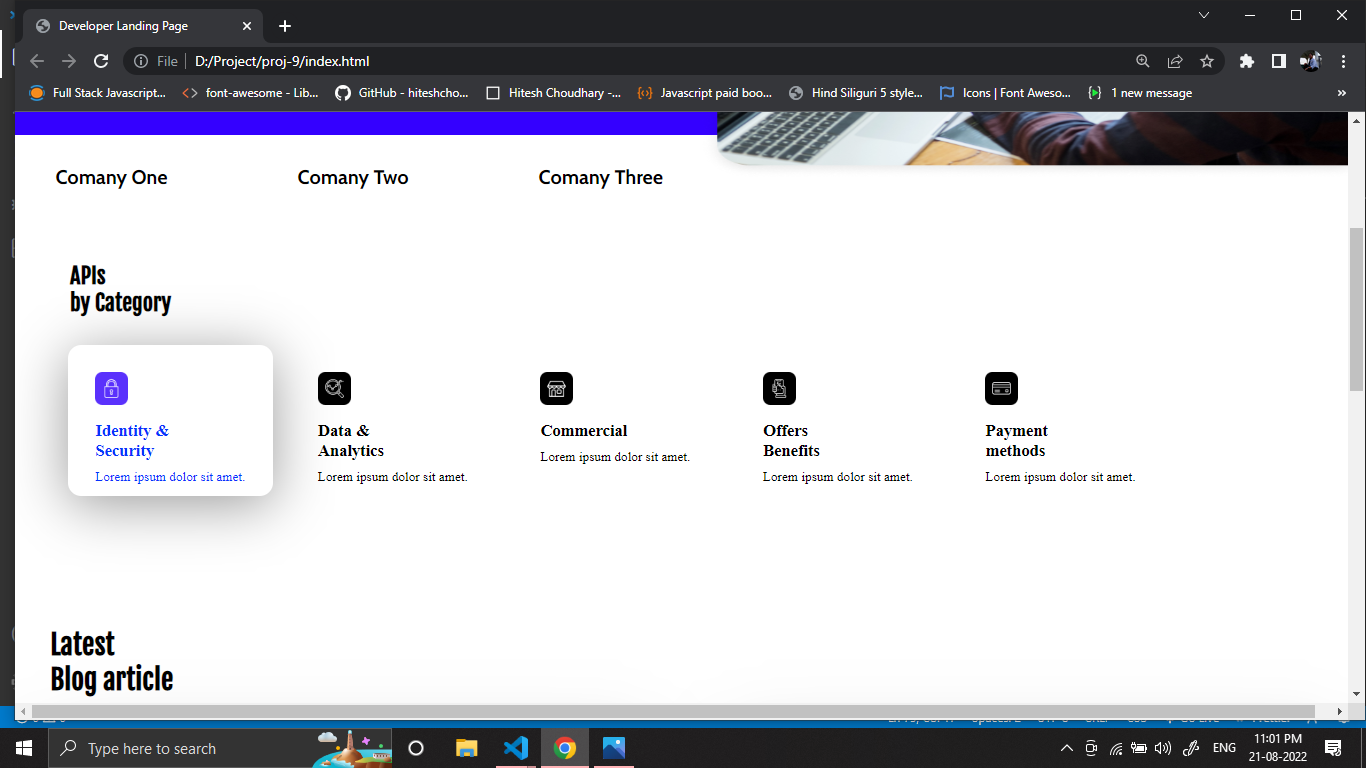 Developer Landing Page
File
D:/Project/proj-9/index.html
Full Stack Javascript...
font-awesome - Lib...
GitHub - hiteshcho...
Hitesh Choudhary -...
Javascript paid boo...
Hind Siliguri 5 style...
Icons | Font Aweso...
1 new message
»
Comany One
Comany Two
Comany Three
APIs
by Category
Identity &
Security
Lorem ipsum dolor sit amet.
Data &
Analytics
Lorem ipsum dolor sit amet.
Commercial
Lorem ipsum dolor sit amet.
Offers
Benefits
Lorem ipsum dolor sit amet.
Payment
methods
Lorem ipsum dolor sit amet.
Latest
Blog article
Type here to search
ENG
11:01 PM
21-08-2022